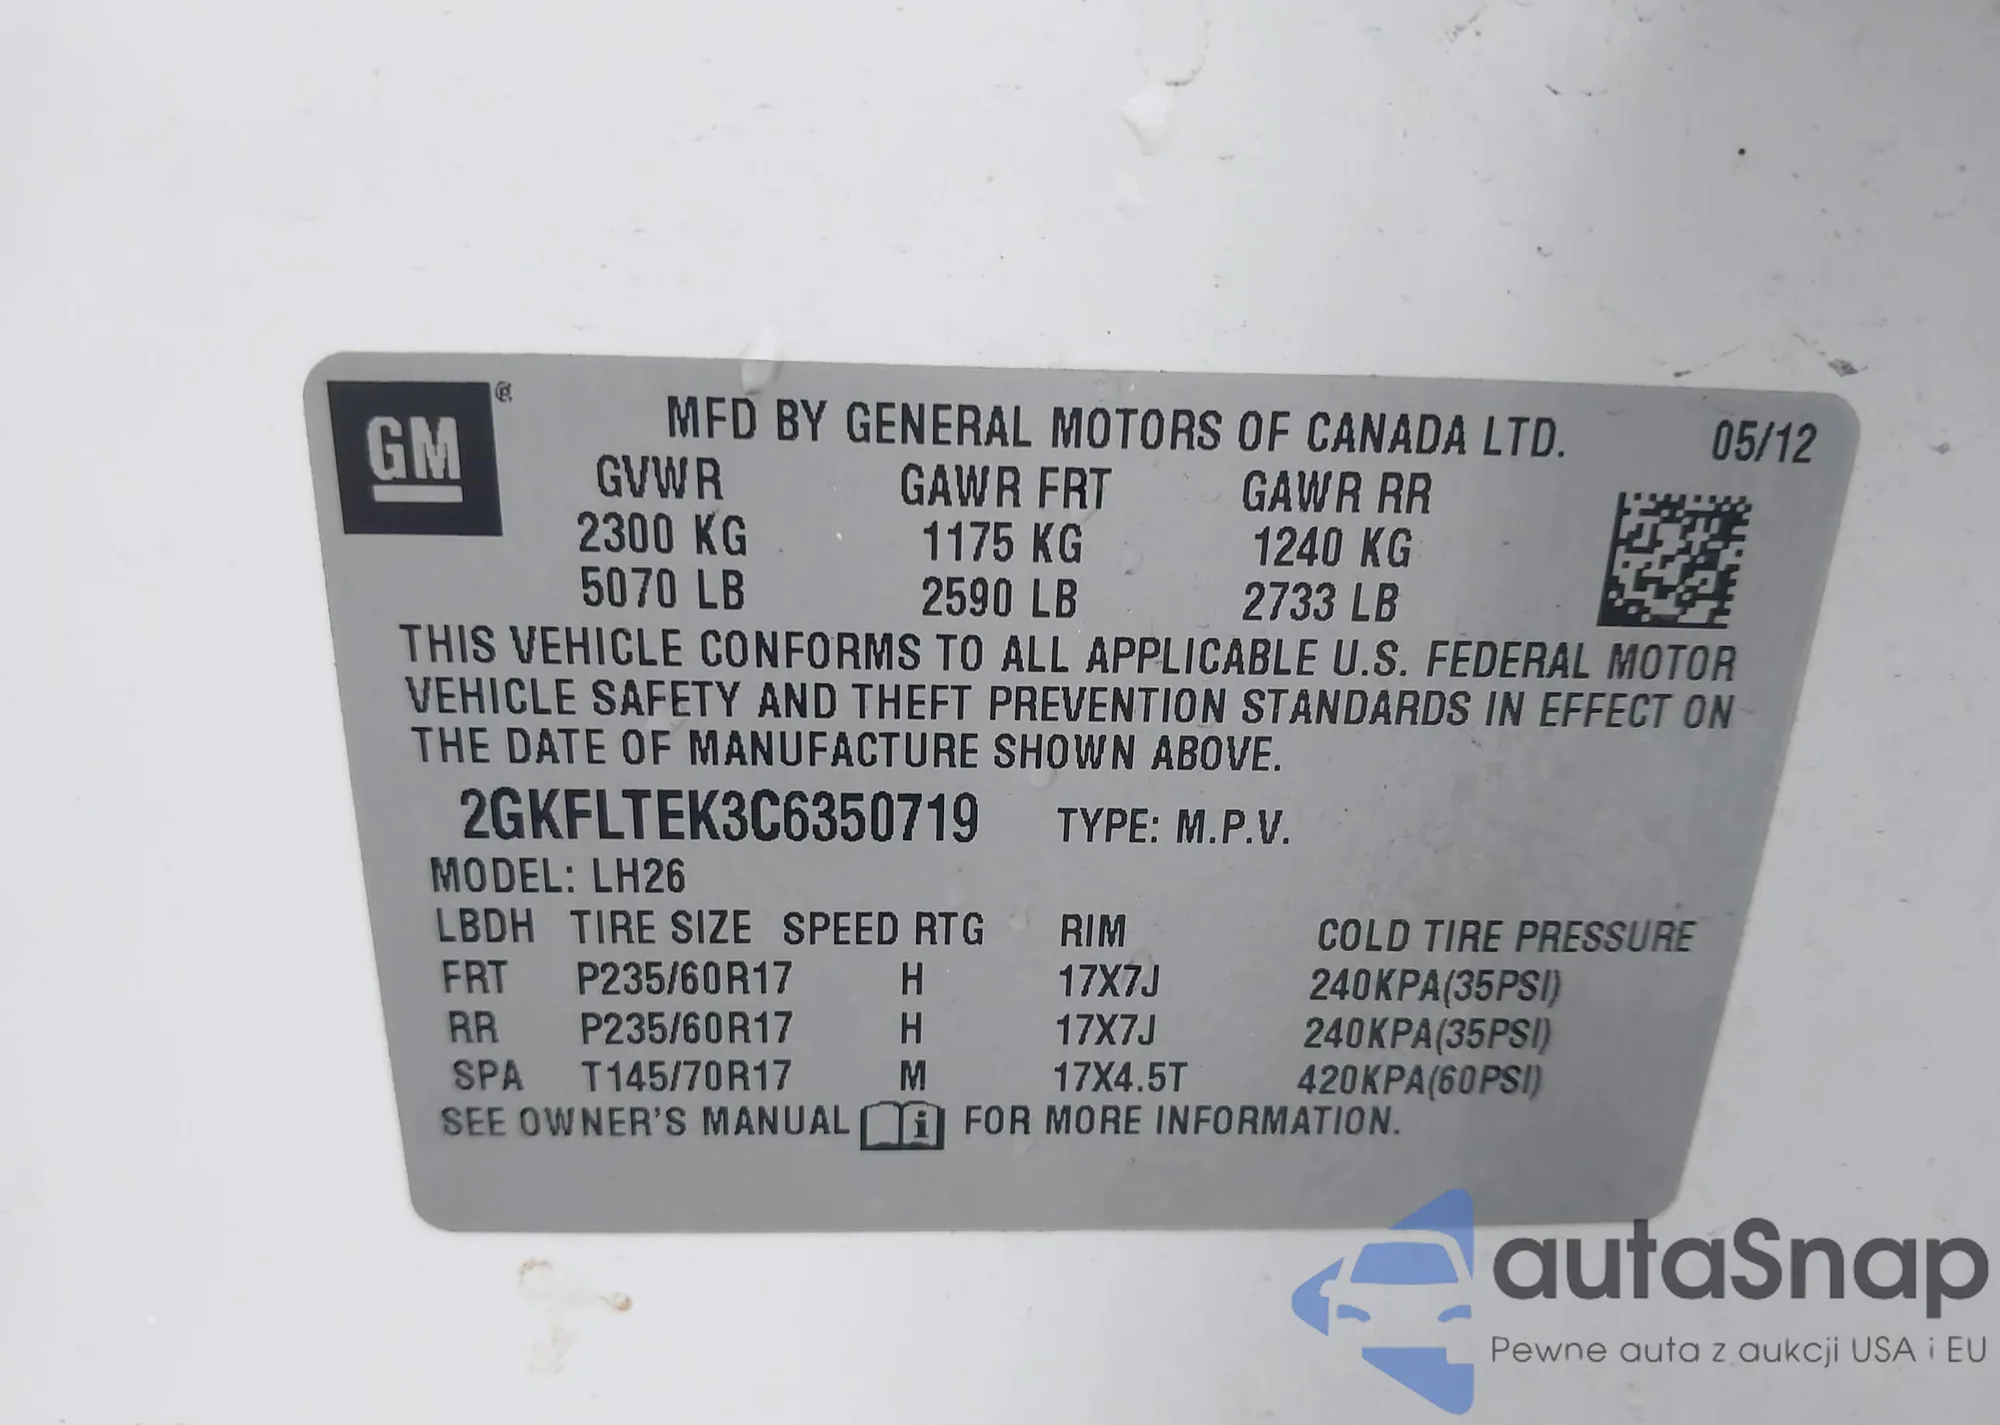 GM ®
MFD BY GENERAL MOTORS OF CANADA LTD. 05/12
GVWR GAWR FRT GAWR RR
2300 KG 1175 KG 1240 KG
5070 LB 2590 LB 2733 LB
THIS VEHICLE CONFORMS TO ALL APPLICABLE U.S. FEDERAL MOTOR
VEHICLE SAFETY AND THEFT PREVENTION STANDARDS IN EFFECT ON
THE DATE OF MANUFACTURE SHOWN ABOVE.
2GKFLTEK3C6350719 TYPE: M.P.V.
MODEL: LH26
LBDH TIRE SIZE SPEED RTG RIM COLD TIRE PRESSURE
FRT P235/60R17 H 17X7J 240KPA(35PSI)
RR P235/60R17 H 17X7J 240KPA(35PSI)
SPA T145/70R17 M 17X4.5T 420KPA(60PSI)
SEE OWNER'S MANUAL i FOR MORE INFORMATION.
autaSnap
Pewne auta z aukcji USA i EU